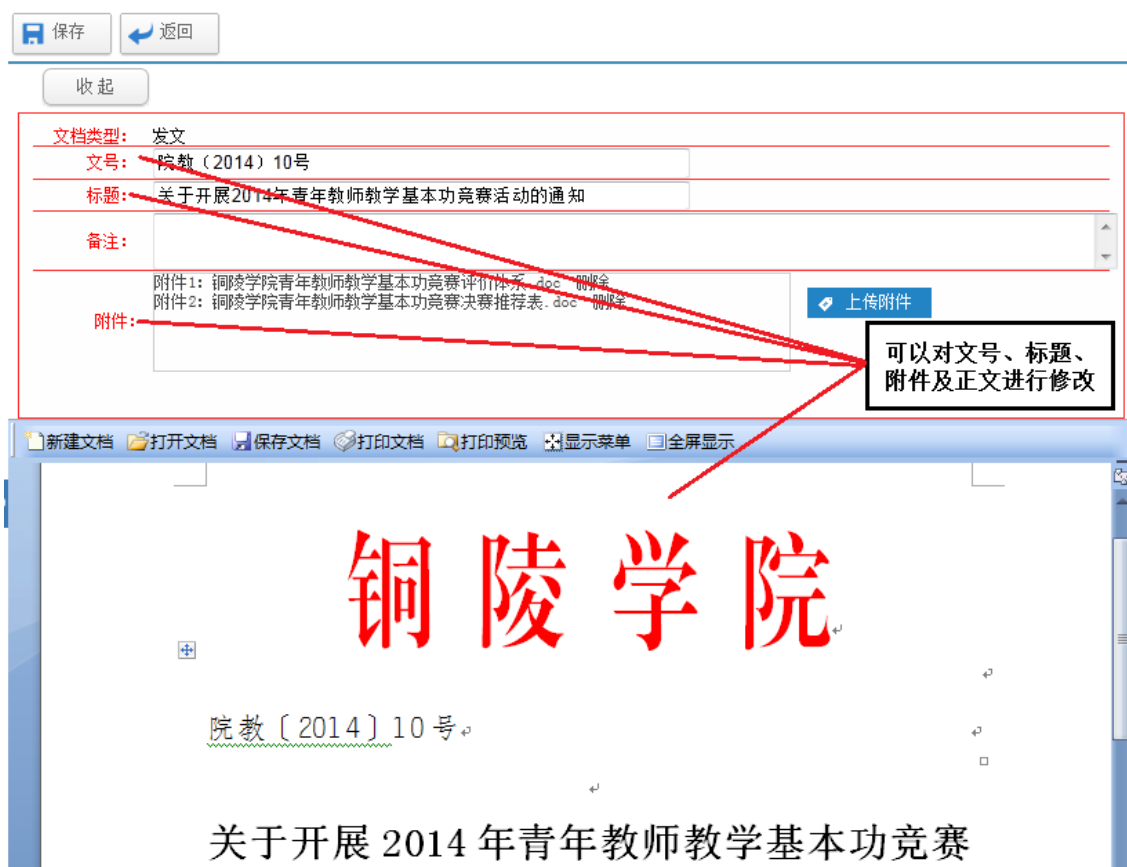 保存 返回
收 起
文档类型： 发文
文号： 院教（2014）10号
标题： 关于开展2014年青年教师教学基本功竞赛活动的通知
备注：
附件1：铜陵学院青年教师教学基本功竞赛评价体系.doc 删除
附件2：铜陵学院青年教师教学基本功竞赛决赛推荐表.doc 删除
附件：
上传附件
可以对文号、标题、
附件及正文进行修改
新建文档 打开文档 保存文档 打印文档 打印预览 显示菜单 全屏显示
铜 陵 学 院
院教〔2014〕10号
关于开展 2014 年青年教师教学基本功竞赛